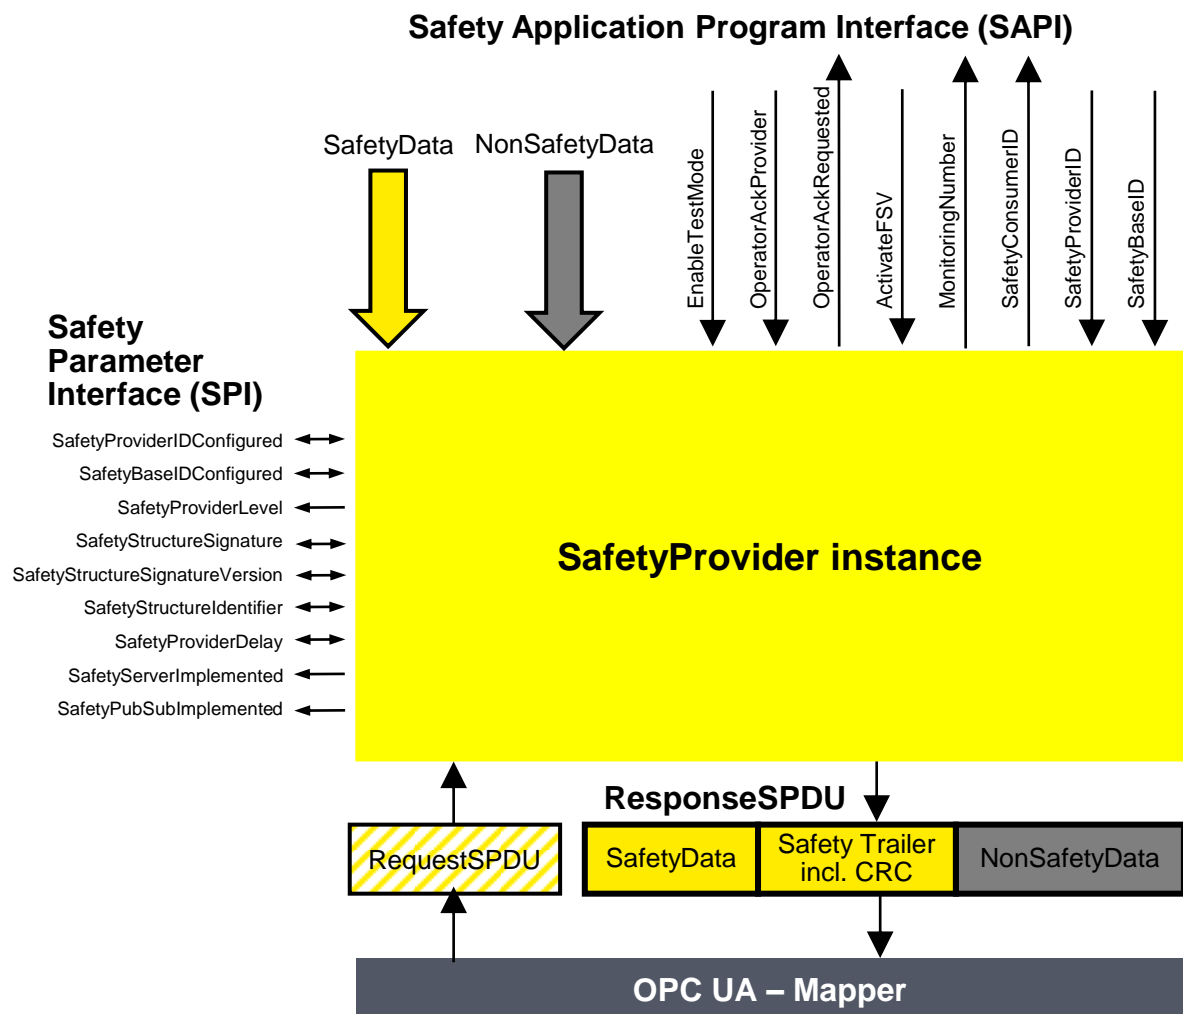 Safety Application Program Interface (SAPI)
SafetyData
NonSafetyData
EnableTestMode
OperatorAckProvider
OperatorAckRequested
ActivateFSV
MonitoringNumber
SafetyConsumerID
SafetyProviderID
SafetyBaseID
Safety
Parameter
Interface (SPI)
SafetyProviderIDConfigured
SafetyBaseIDConfigured
SafetyProviderLevel
SafetyStructureSignature
SafetyStructureSignatureVersion
SafetyStructureIdentifier
SafetyProviderDelay
SafetyServerImplemented
SafetyPubSubImplemented
SafetyProvider instance
ResponseSPDU
RequestSPDU
SafetyData
Safety Trailer
incl. CRC
NonSafetyData
OPC UA – Mapper